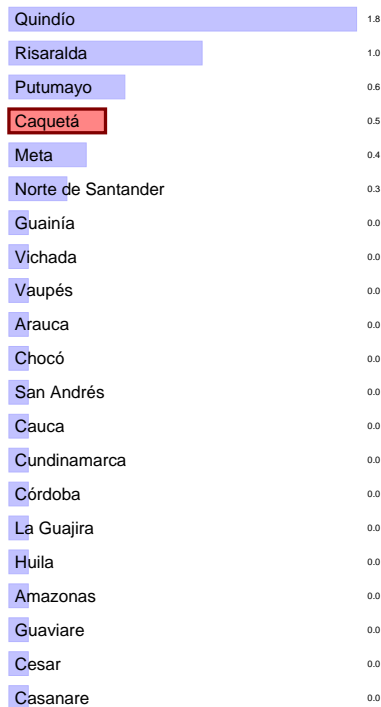 Quindío 1.8
Risaralda 1.0
Putumayo 0.6
Caquetá 0.5
Meta 0.4
Norte de Santander 0.3
Guainía 0.0
Vichada 0.0
Vaupés 0.0
Arauca 0.0
Chocó 0.0
San Andrés 0.0
Cauca 0.0
Cundinamarca 0.0
Córdoba 0.0
La Guajira 0.0
Huila 0.0
Amazonas 0.0
Guaviare 0.0
Cesar 0.0
Casanare 0.0